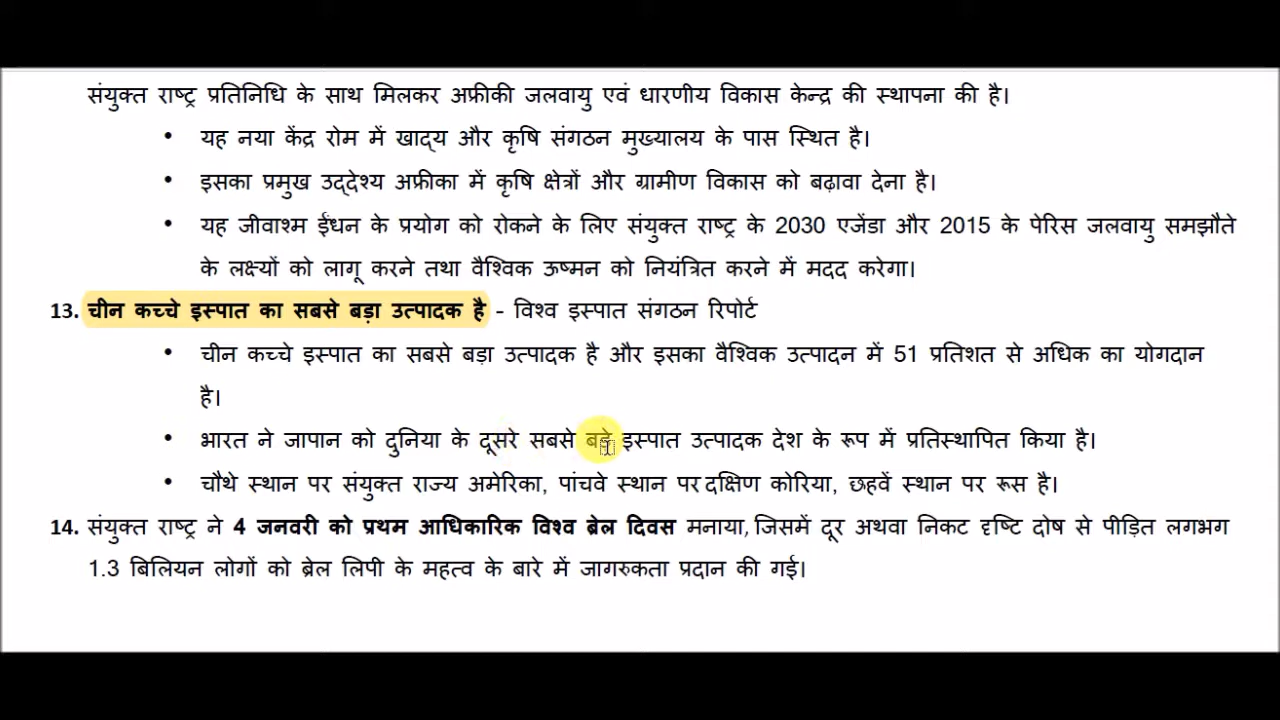 संयुक्त राष्ट्र प्रतिनिधि के साथ मिलकर अफ्रीकी जलवायु एवं धारणीय विकास केन्द्र की स्थापना की है।
• यह नया केंद्र रोम में खाद्य और कृषि संगठन मुख्यालय के पास स्थित है।
• इसका प्रमुख उद्देश्य अफ्रीका में कृषि क्षेत्रों और ग्रामीण विकास को बढ़ावा देना है।
• यह जीवाश्म ईंधन के प्रयोग को रोकने के लिए संयुक्त राष्ट्र के 2030 एजेंडा और 2015 के पेरिस जलवायु समझौते
के लक्ष्यों को लागू करने तथा वैश्विक ऊष्मन को नियंत्रित करने में मदद करेगा।
13. चीन कच्चे इस्पात का सबसे बड़ा उत्पादक है - विश्व इस्पात संगठन रिपोर्ट
• चीन कच्चे इस्पात का सबसे बड़ा उत्पादक है और इसका वैश्विक उत्पादन में 51 प्रतिशत से अधिक का योगदान
है।
• भारत ने जापान को दुनिया के दूसरे सबसे बड़े इस्पात उत्पादक देश के रूप में प्रतिस्थापित किया है।
• चौथे स्थान पर संयुक्त राज्य अमेरिका, पांचवे स्थान पर दक्षिण कोरिया, छहवें स्थान पर रूस है।
14. संयुक्त राष्ट्र ने 4 जनवरी को प्रथम आधिकारिक विश्व ब्रेल दिवस मनाया, जिसमें दूर अथवा निकट दृष्टि दोष से पीड़ित लगभग
1.3 बिलियन लोगों को ब्रेल लिपी के महत्व के बारे में जागरुकता प्रदान की गई।